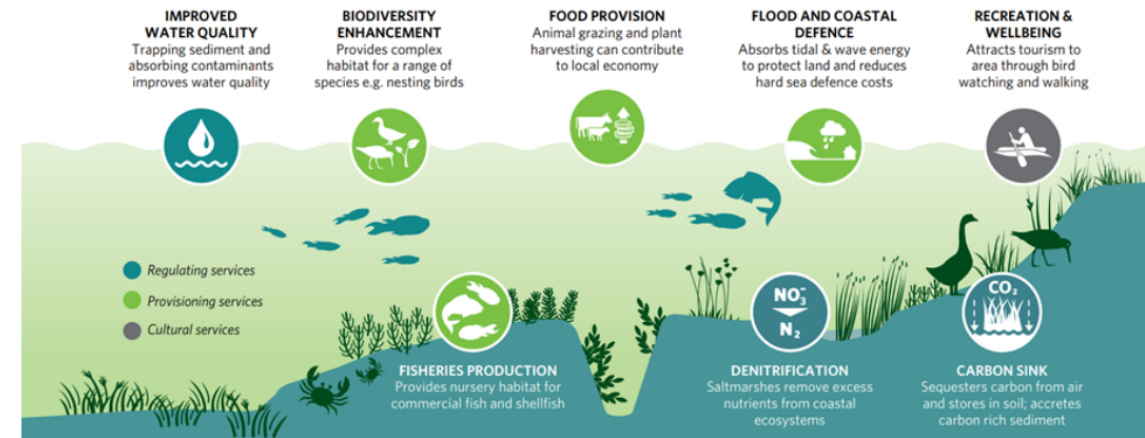 IMPROVED
WATER QUALITY
Trapping sediment and
absorbing contaminants
improves water quality
BIODIVERSITY
ENHANCEMENT
Provides complex
habitat for a range of
species e.g. nesting birds
FOOD PROVISION
Animal grazing and plant
harvesting can contribute
to local economy
FLOOD AND COASTAL
DEFENCE
Absorbs tidal & wave energy
to protect land and reduces
hard sea defence costs
RECREATION &
WELLBEING
Attracts tourism to
area through bird
watching and walking
Regulating services
Provisioning services
Cultural services
FISHERIES PRODUCTION
Provides nursery habitat for
commercial fish and shellfish
NO₃⁻
N₂
DENITRIFICATION
Saltmarshes remove excess
nutrients from coastal
ecosystems
CO₂
CARBON SINK
Sequesters carbon from air
and stores in soil; accretes
carbon rich sediment